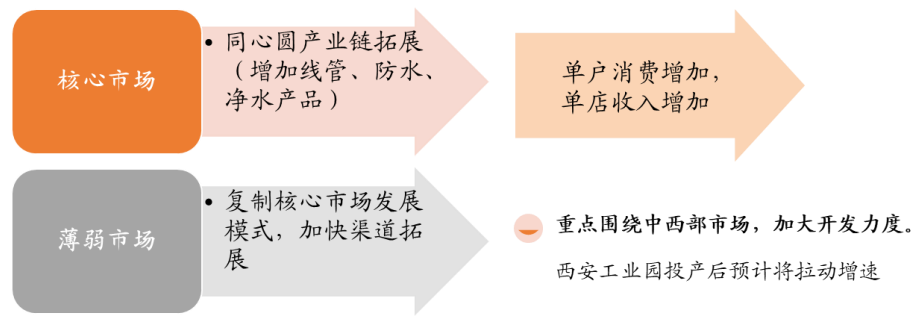 核心市场
• 同心圆产业链拓展
（增加线管、防水、
净水产品）
单户消费增加，
单店收入增加
薄弱市场
• 复制核心市场发展
模式，加快渠道拓
展
重点围绕中西部市场，加大开发力度。
西安工业园投产后预计将拉动增速